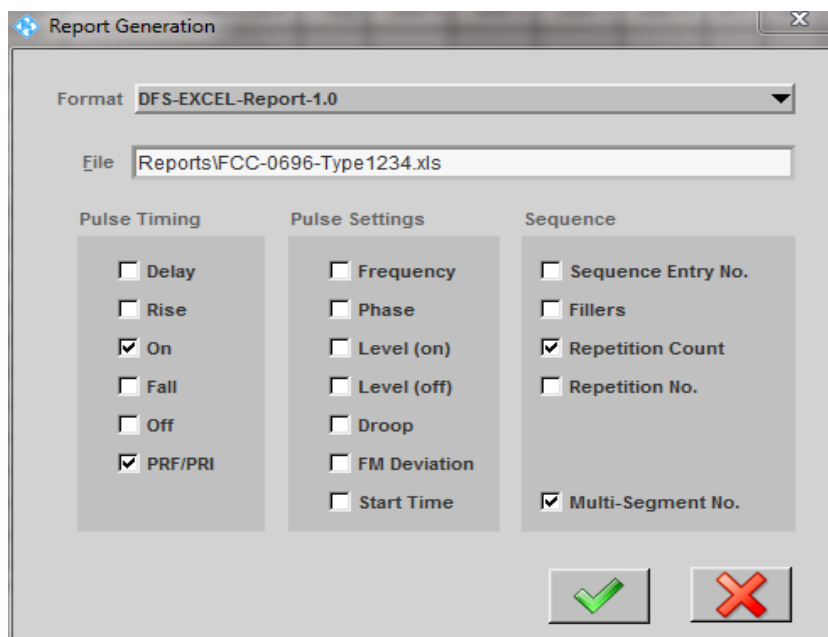 Report Generation
Format DFS-EXCEL-Report-1.0
File Reports\FCC-0696-Type1234.xls
Pulse Timing
Delay
Rise
On
Fall
Off
PRF/PRI
Pulse Settings
Frequency
Phase
Level (on)
Level (off)
Droop
FM Deviation
Start Time
Sequence
Sequence Entry No.
Fillers
Repetition Count
Repetition No.
Multi-Segment No.